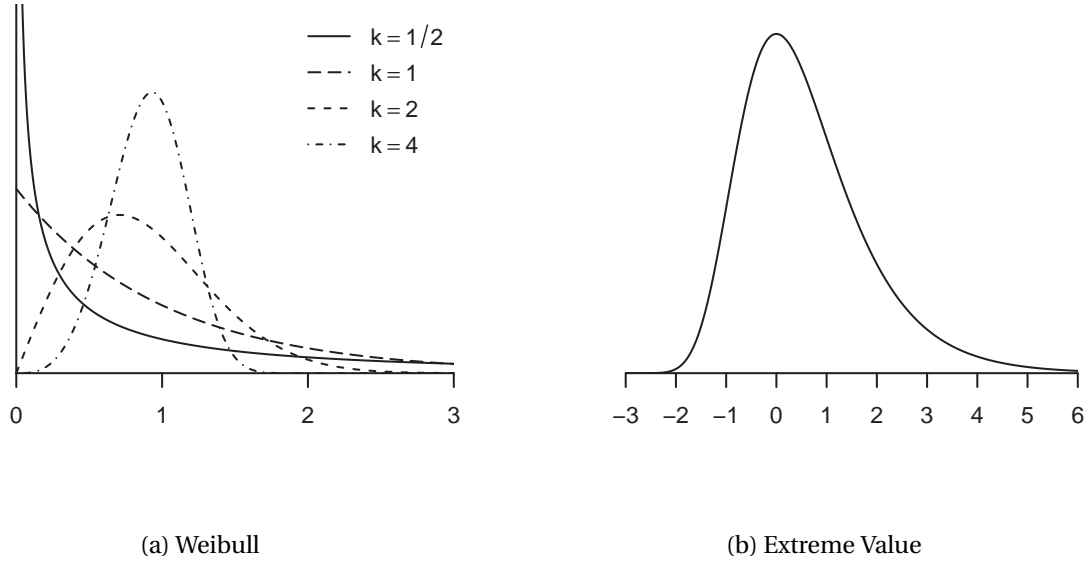 k = 1/2
k = 1
k = 2
k = 4
0 1 2 3
−3 −2 −1 0 1 2 3 4 5 6
(a) Weibull
(b) Extreme Value